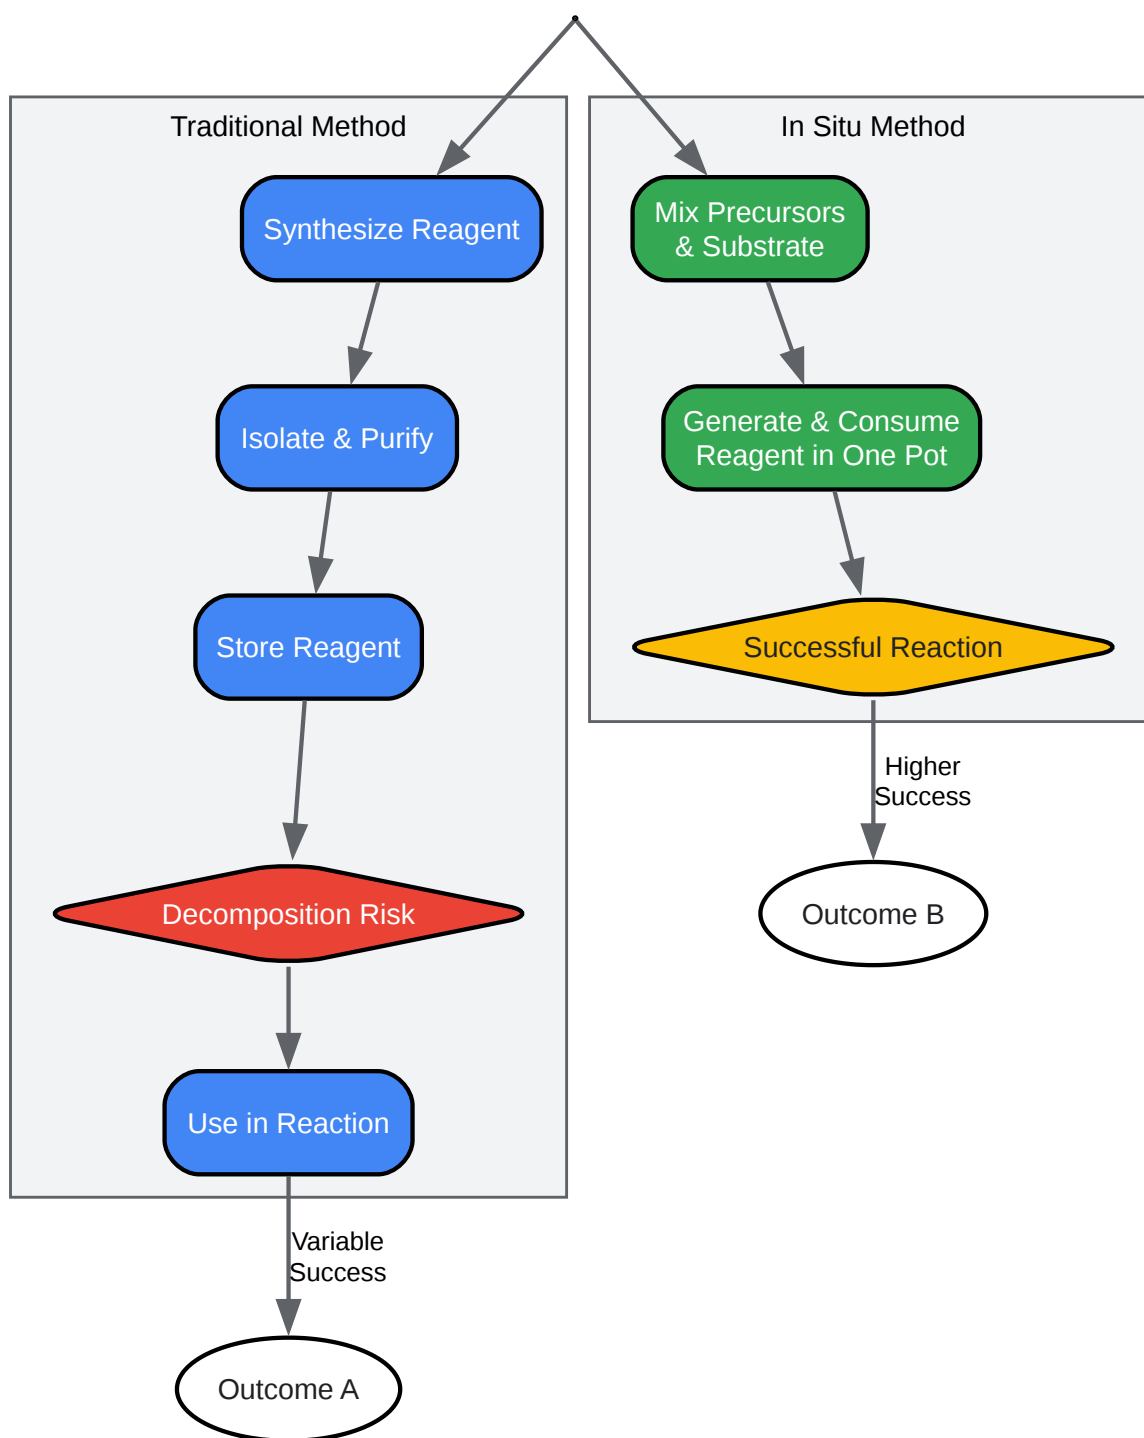 Traditional Method
Synthesize Reagent
Isolate & Purify
Store Reagent
Decomposition Risk
Use in Reaction
Variable
Success
Outcome A
In Situ Method
Mix Precursors
& Substrate
Generate & Consume
Reagent in One Pot
Successful Reaction
Higher
Success
Outcome B